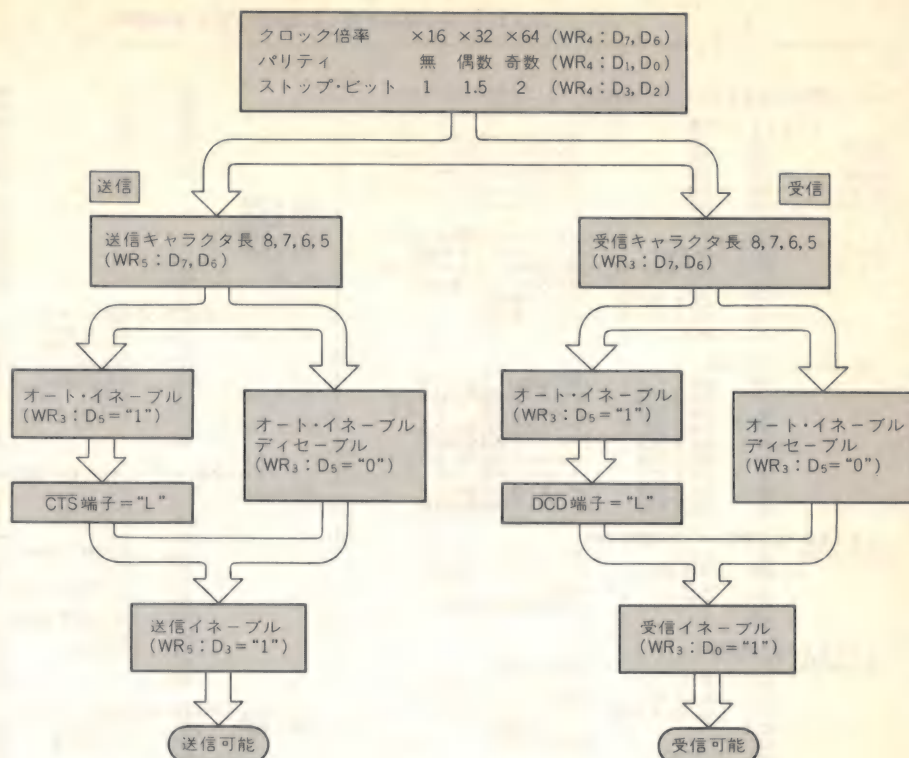 クロック倍率 ×16 ×32 ×64 (WR₄：D₇, D₆)
パリティ 無 偶数 奇数 (WR₄：D₁, D₀)
ストップ・ビット 1 1.5 2 (WR₄：D₃, D₂)
送信
受信
送信キャラクタ長 8, 7, 6, 5
(WR₅：D₇, D₆)
受信キャラクタ長 8, 7, 6, 5
(WR₃：D₇, D₆)
オート・イネーブル
(WR₃：D₅=“1”)
オート・イネーブル
ディセーブル
(WR₃：D₅=“0”)
オート・イネーブル
(WR₃：D₅=“1”)
オート・イネーブル
ディセーブル
(WR₃：D₅=“0”)
C̅T̅S̅端子=“L”
D̅C̅D̅端子=“L”
送信イネーブル
(WR₅：D₃=“1”)
受信イネーブル
(WR₃：D₀=“1”)
送信可能
受信可能